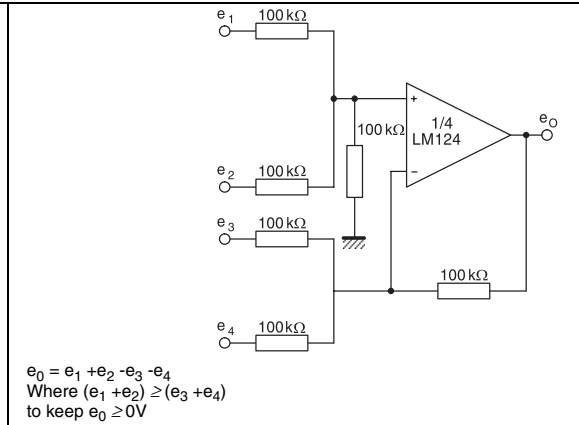 e1 100 kΩ
+
1/4
LM124
eO
100 kΩ
e2 100 kΩ
−
e3 100 kΩ
100 kΩ
e4 100 kΩ
e0 = e1 +e2 -e3 -e4
Where (e1 +e2) ≥ (e3 +e4)
to keep e0 ≥ 0V